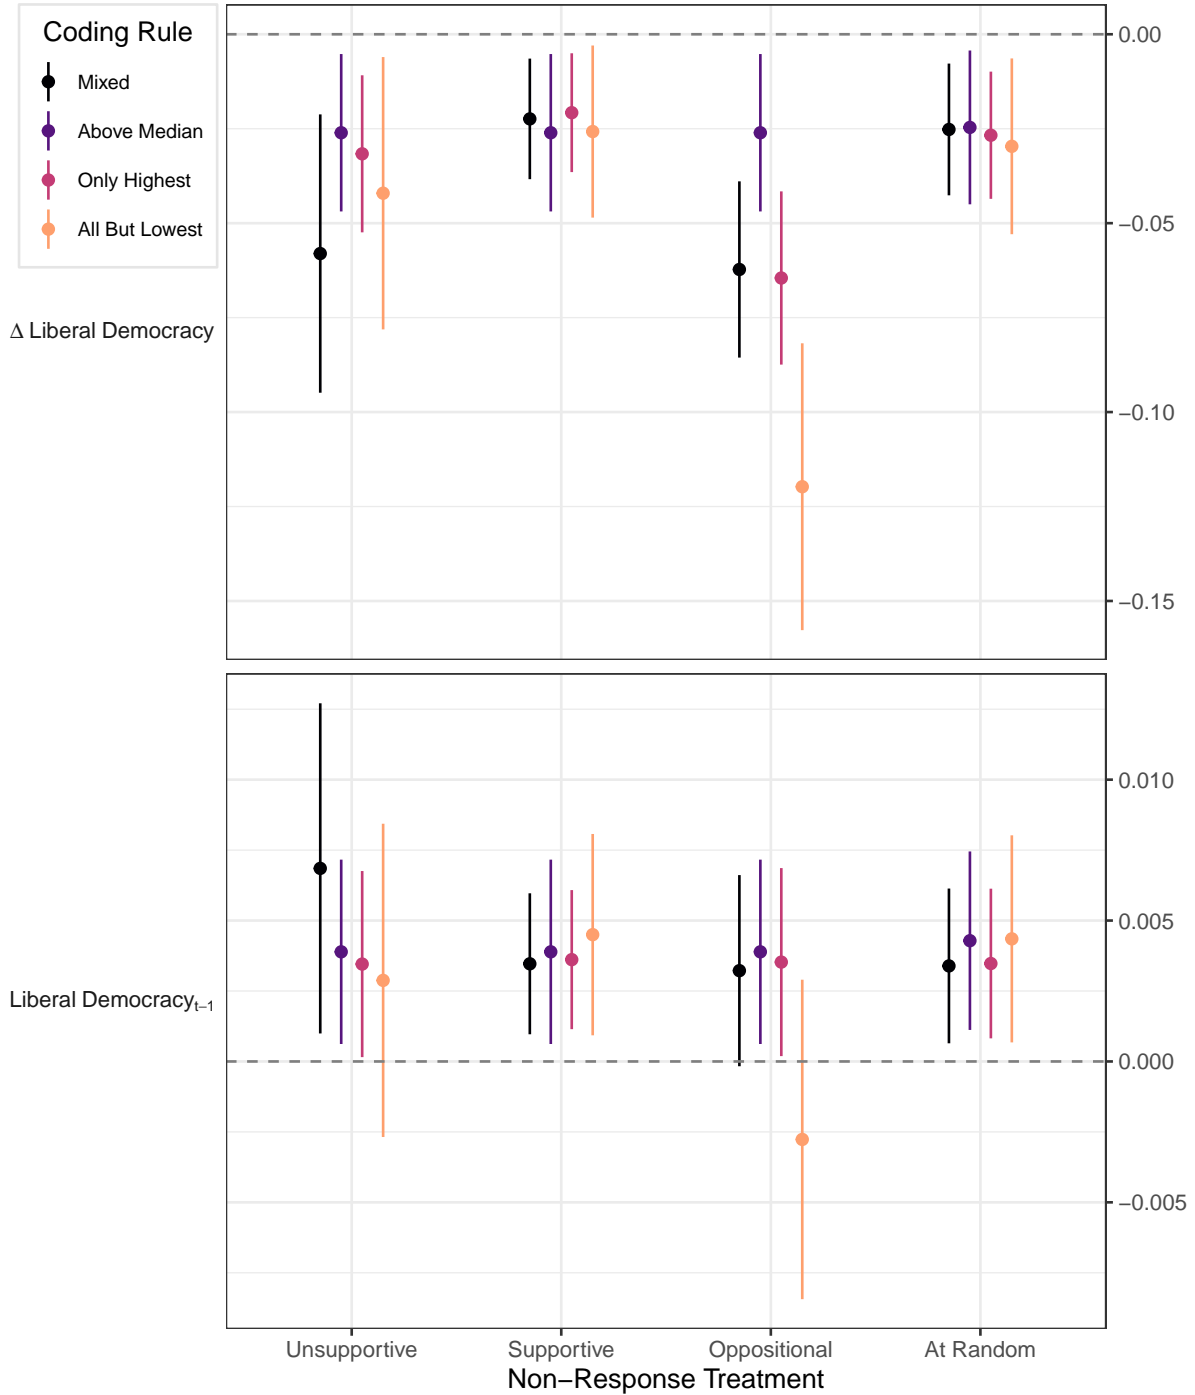 Coding Rule
Mixed
Above Median
Only Highest
All But Lowest
Δ Liberal Democracy
0.00
−0.05
−0.10
−0.15
Liberal Democracyt−1
0.010
0.005
0.000
−0.005
Unsupportive
Supportive
Oppositional
At Random
Non−Response Treatment